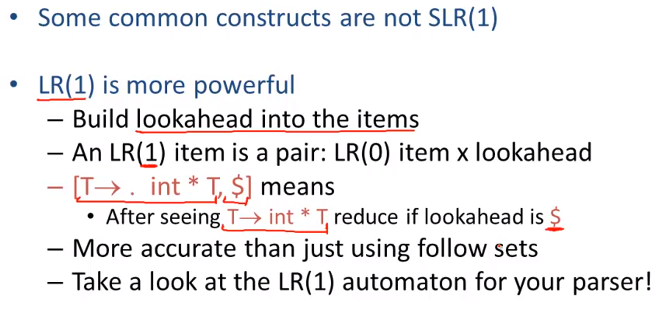 • Some common constructs are not SLR(1)
• LR(1) is more powerful
– Build lookahead into the items
– An LR(1) item is a pair: LR(0) item x lookahead
– [T→ . int * T, $] means
• After seeing T→ int * T reduce if lookahead is $
– More accurate than just using follow sets
– Take a look at the LR(1) automaton for your parser!